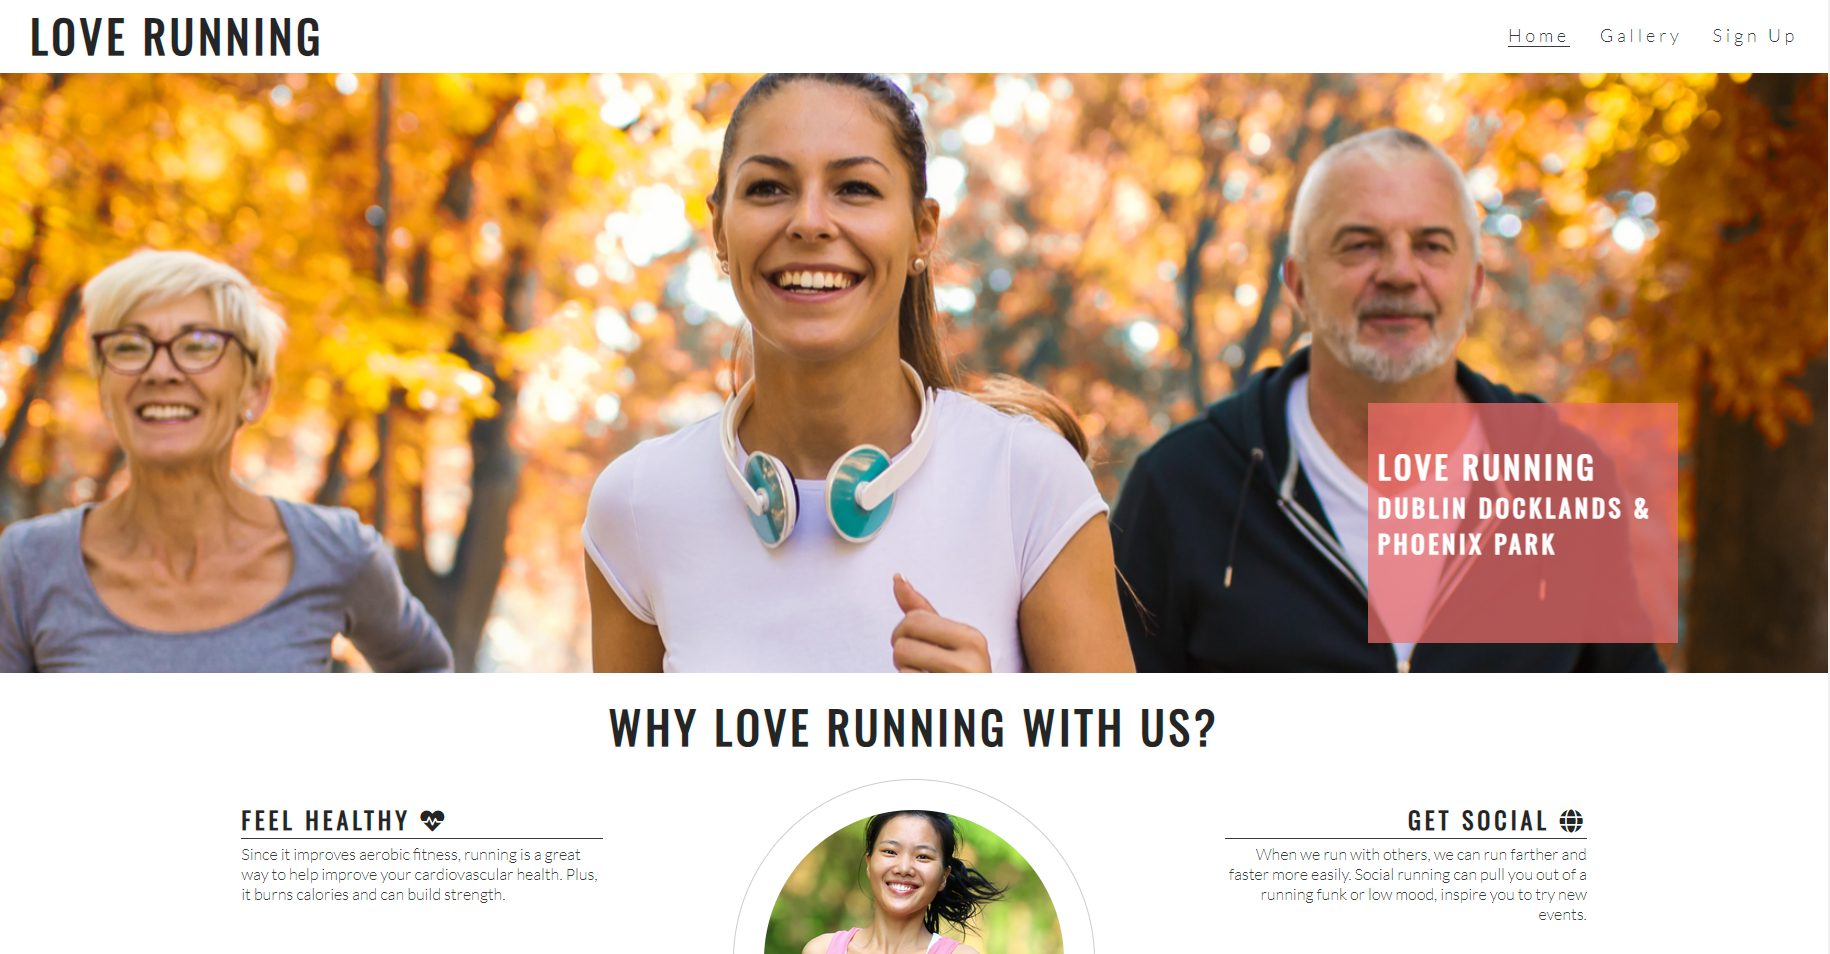 LOVE RUNNING
Home Gallery Sign Up
LOVE RUNNING
DUBLIN DOCKLANDS &
PHOENIX PARK
WHY LOVE RUNNING WITH US?
FEEL HEALTHY
Since it improves aerobic fitness, running is a great
way to help improve your cardiovascular health. Plus,
it burns calories and can build strength.
GET SOCIAL
When we run with others, we can run farther and
faster more easily. Social running can pull you out of a
running funk or low mood, inspire you to try new
events.